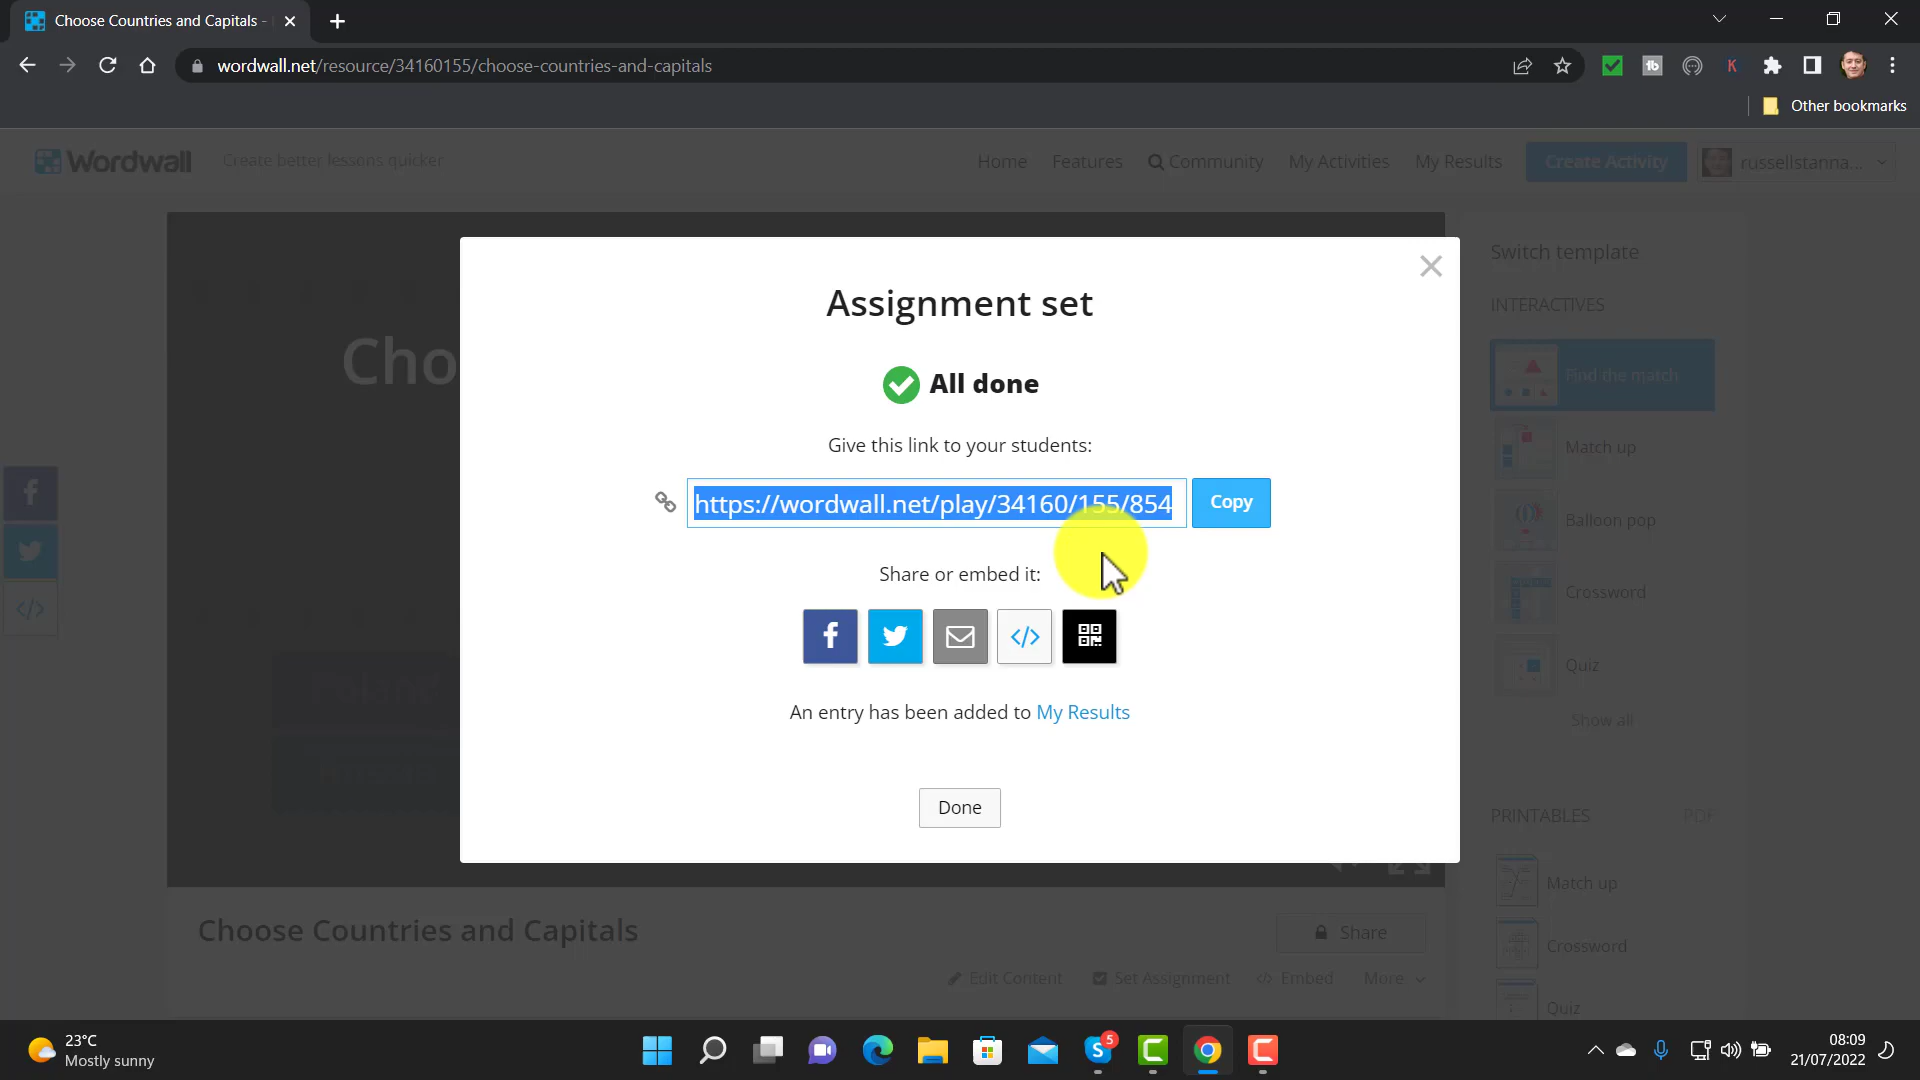 Choose Countries and Capitals -
wordwall.net/resource/34160155/choose-countries-and-capitals
Other bookmarks
Wordwall
Create better lessons quicker
Home
Features
Community
My Activities
My Results
Create Activity
russellstanna...
Cho
Switch template
INTERACTIVES
Find the match
Match up
Balloon pop
Crossword
Quiz
Show all
PRINTABLES
PDF
Match up
Crossword
Quiz
Assignment set
All done
Give this link to your students:
https://wordwall.net/play/34160/155/854
Copy
Share or embed it:
An entry has been added to My Results
Done
Poland
Choose Countries and Capitals
Share
Edit Content
Set Assignment
Embed
More
23°C
Mostly sunny
5
08:09
21/07/2022